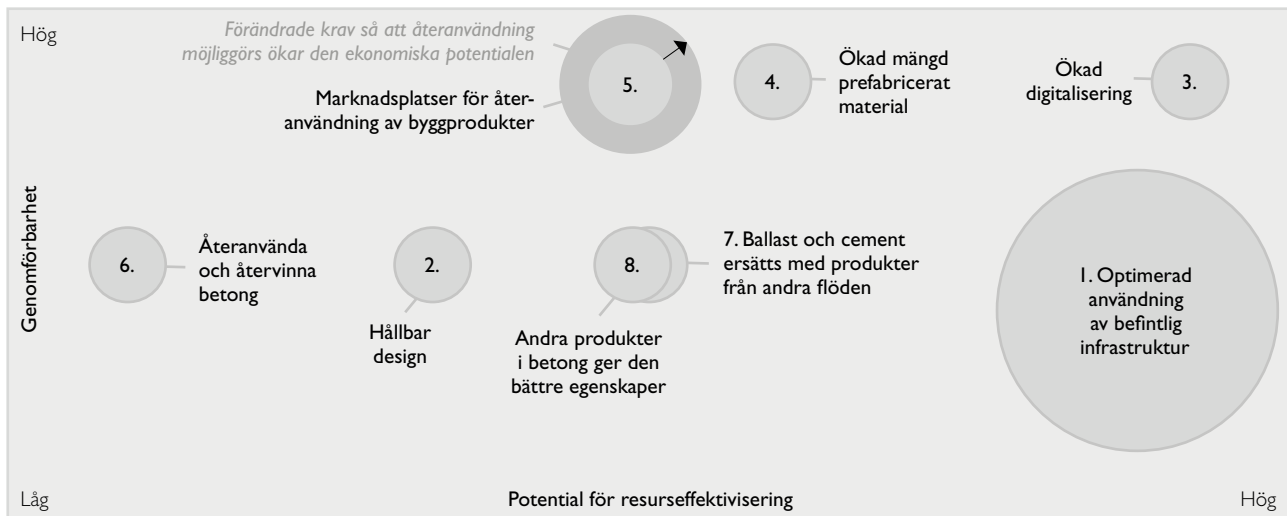 Hög
Förändrade krav så att återanvändning
möjliggörs ökar den ekonomiska potentialen
5.
Marknadsplatser för åter-
användning av byggprodukter
4.
Ökad mängd
prefabricerat
material
Ökad
digitalisering
3.
Genomförbarhet
6.
Återanvända
och återvinna
betong
2.
Hållbar
design
8.
Andra produkter
i betong ger den
bättre egenskaper
7. Ballast och cement
ersätts med produkter
från andra flöden
1. Optimerad
användning
av befintlig
infrastruktur
Låg
Potential för resurseffektivisering
Hög